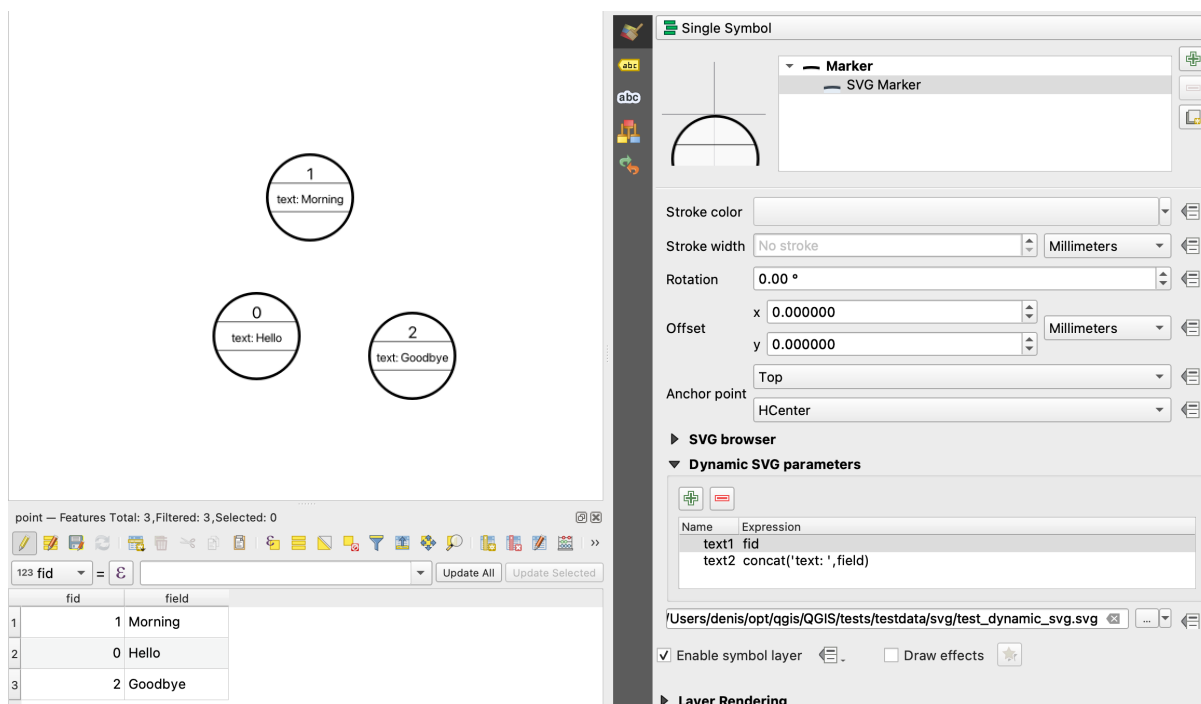 1
text: Morning
0
text: Hello
2
text: Goodbye
point — Features Total: 3, Filtered: 3, Selected: 0
123 fid = ε Update All Update Selected
fid field
1 1 Morning
2 0 Hello
3 2 Goodbye
abc
abc
Single Symbol
Marker
SVG Marker
Stroke color
Stroke width No stroke Millimeters
Rotation 0.00 °
Offset x 0.000000 Millimeters
y 0.000000
Anchor point Top
HCenter
SVG browser
Dynamic SVG parameters
Name Expression
text1 fid
text2 concat('text: ',field)
/Users/denis/opt/qgis/QGIS/tests/testdata/svg/test_dynamic_svg.svg ...
Enable symbol layer Draw effects
Layer Rendering